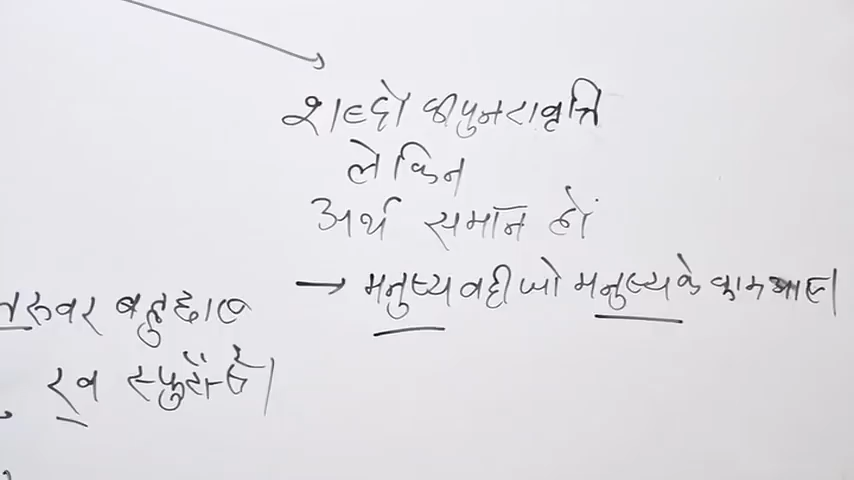 शब्दों की पुनरावृत्ति
लेकिन
अर्थ समान हों
→ मनुष्य वही जो मनुष्य के काम आए।
तरुवर बहु छाए
रव स्फुट है।